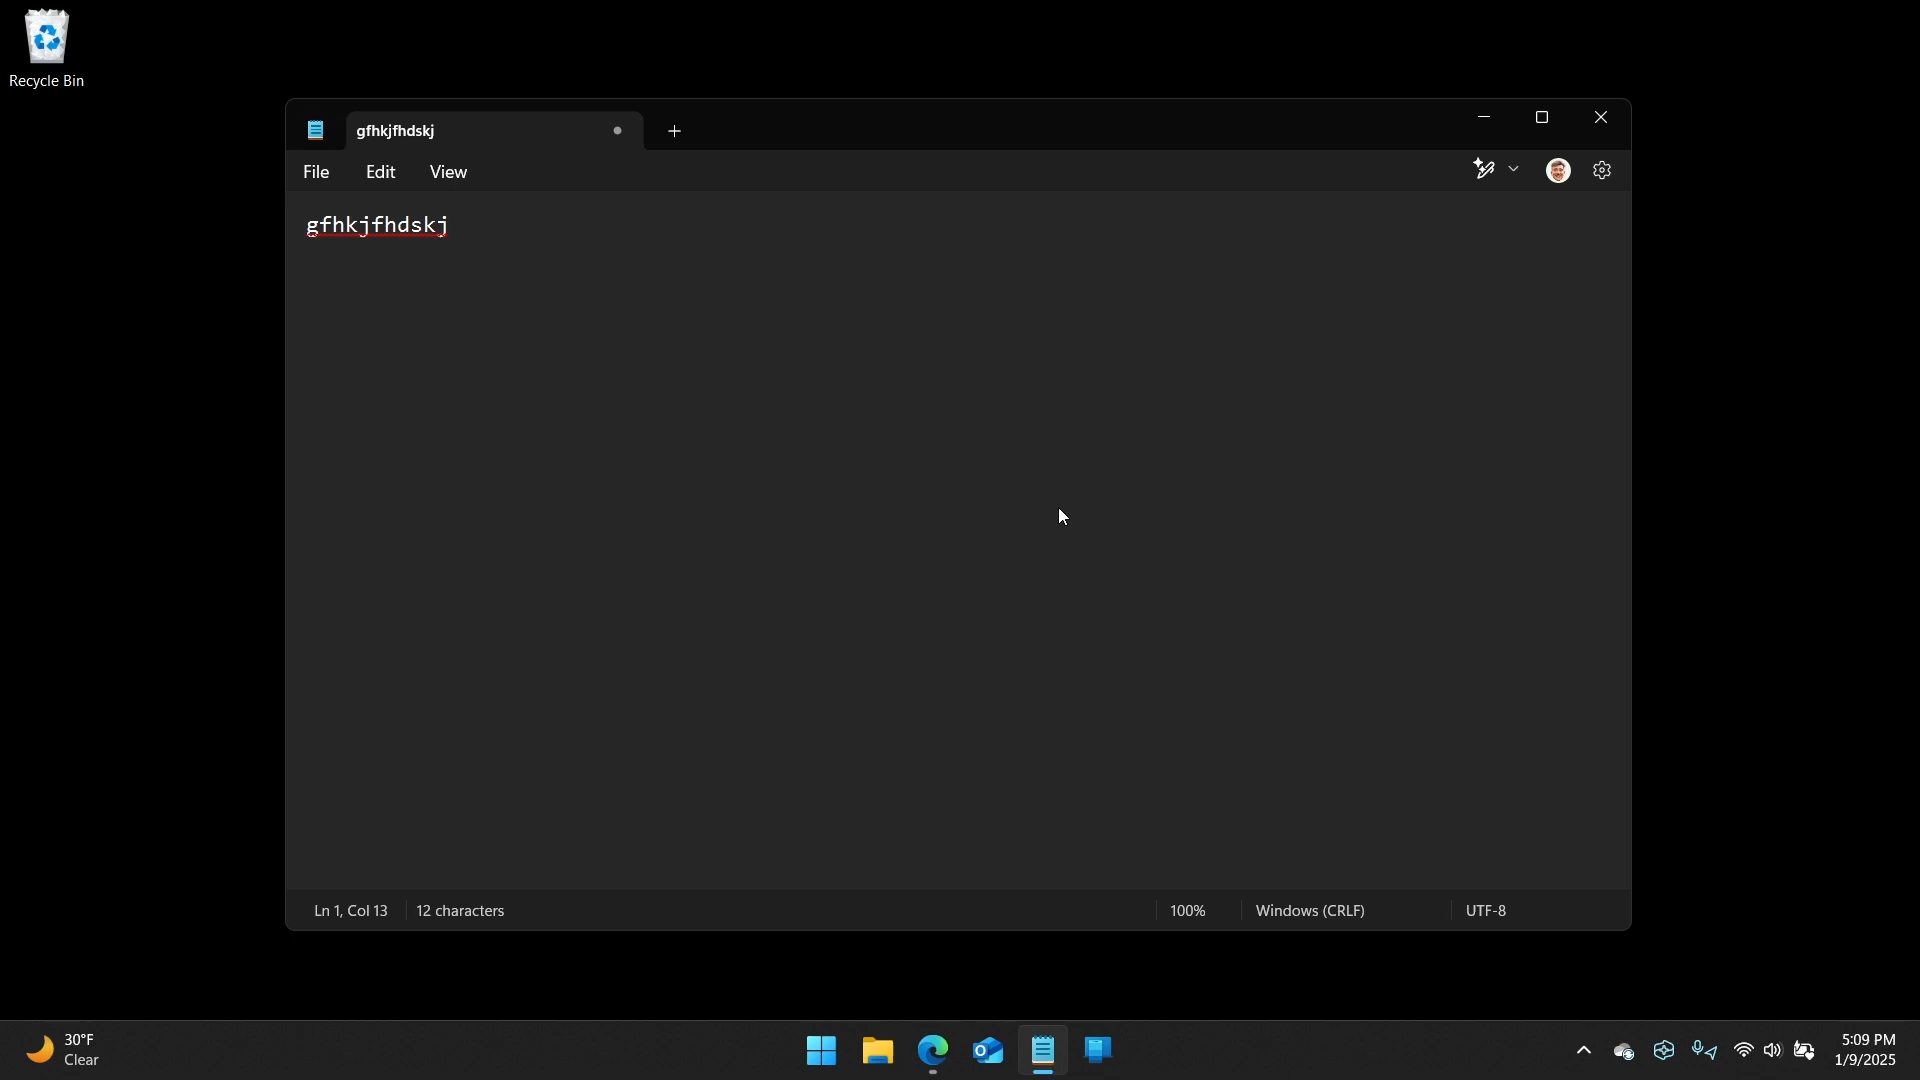 Recycle Bin
gfhkjfhdskj
File Edit View
gfhkjfhdskj
Ln 1, Col 13 12 characters 100% Windows (CRLF) UTF-8
30°F
Clear
5:09 PM
1/9/2025